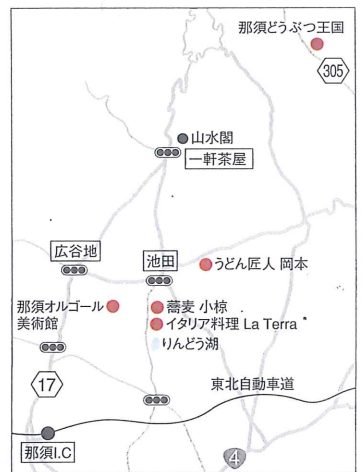 那須どうぶつ王国
305
山水閣
一軒茶屋
広谷地
池田
うどん匠人 岡本
那須オルゴール
美術館
蕎麦 小椋
イタリア料理 La Terra
りんどう湖
17
東北自動車道
那須I.C
4